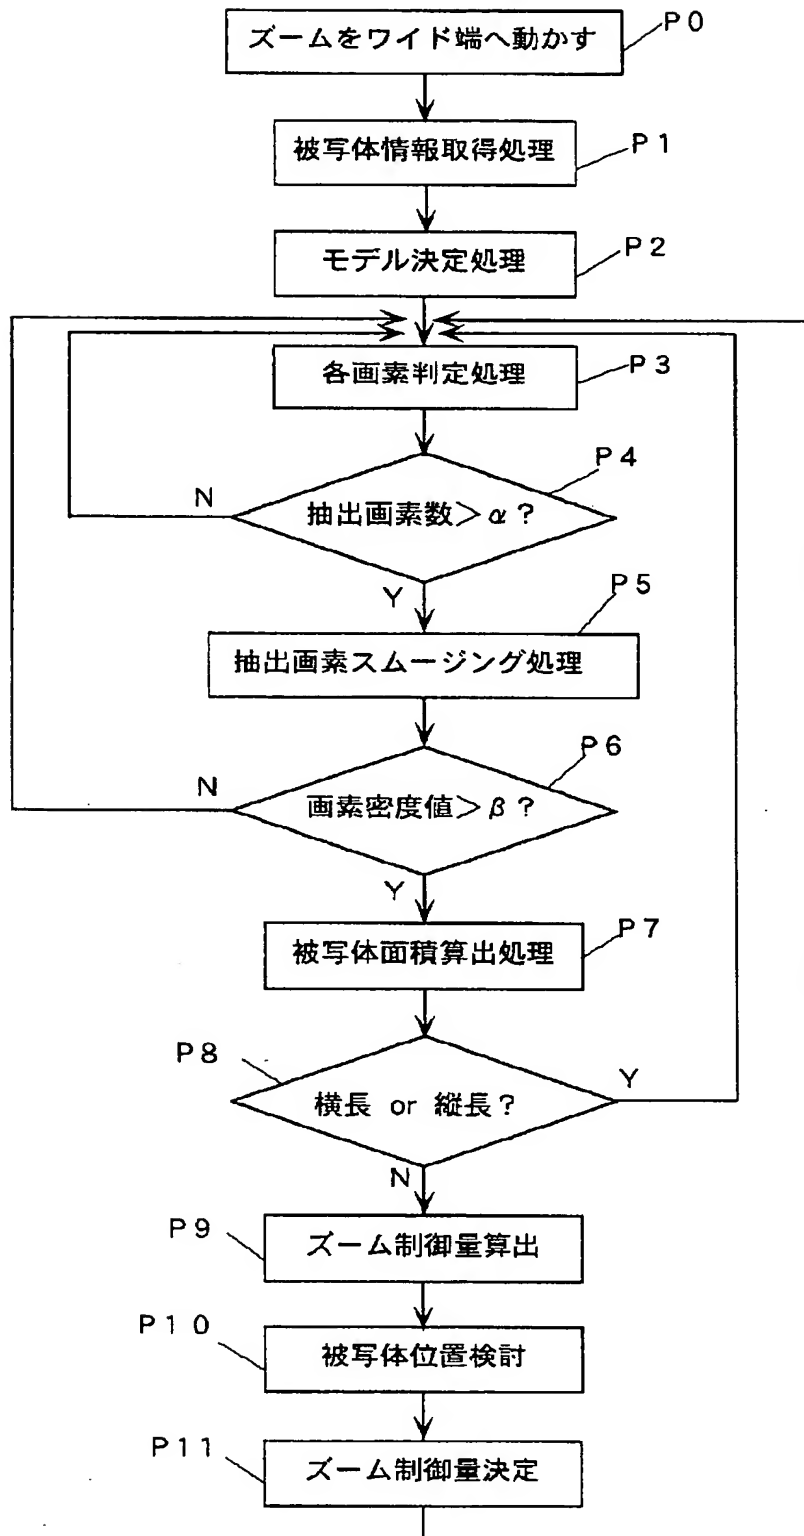 ズームをワイド端へ動かす
P0
被写体情報取得処理
P1
モデル決定処理
P2
各画素判定処理
P3
P4
N
抽出画素数>α?
Y
P5
抽出画素スムージング処理
P6
N
画素密度値>β?
Y
P7
被写体面積算出処理
P8
横長 or 縦長?
Y
N
P9
ズーム制御量算出
P10
被写体位置検討
P11
ズーム制御量決定